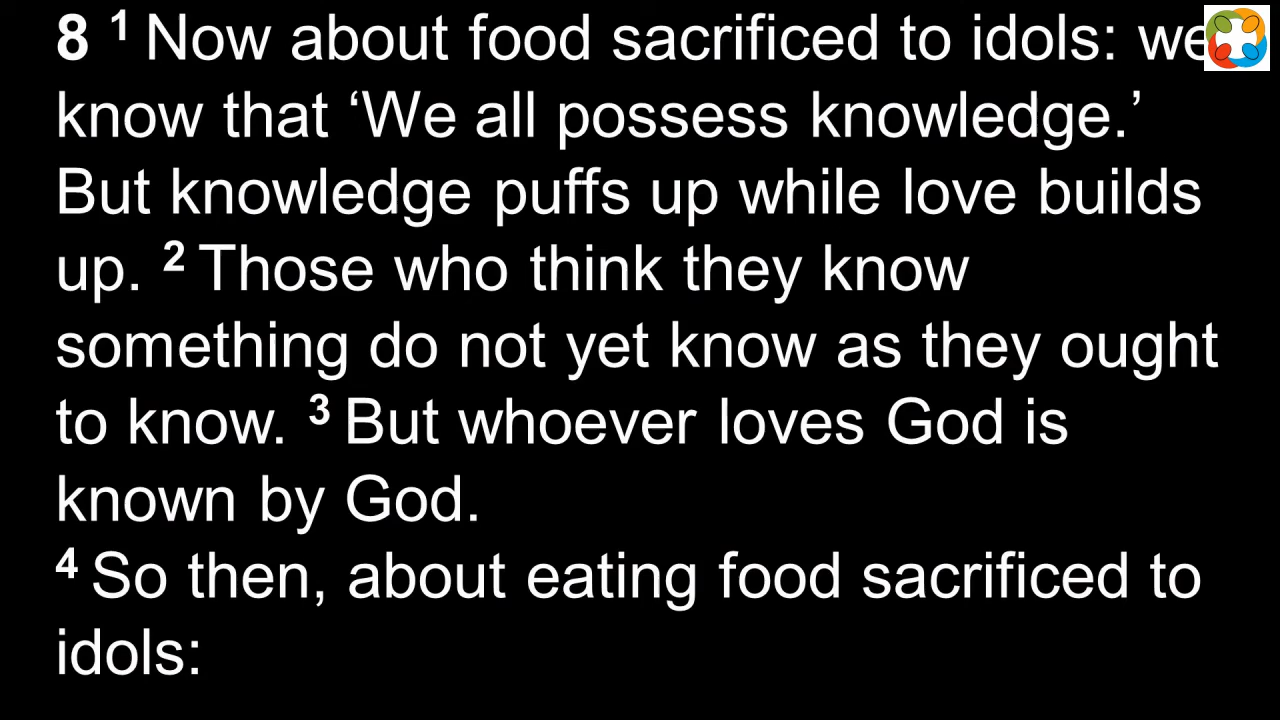 8 1 Now about food sacrificed to idols: we
know that ‘We all possess knowledge.’
But knowledge puffs up while love builds
up. 2 Those who think they know
something do not yet know as they ought
to know. 3 But whoever loves God is
known by God.
4 So then, about eating food sacrificed to
idols: